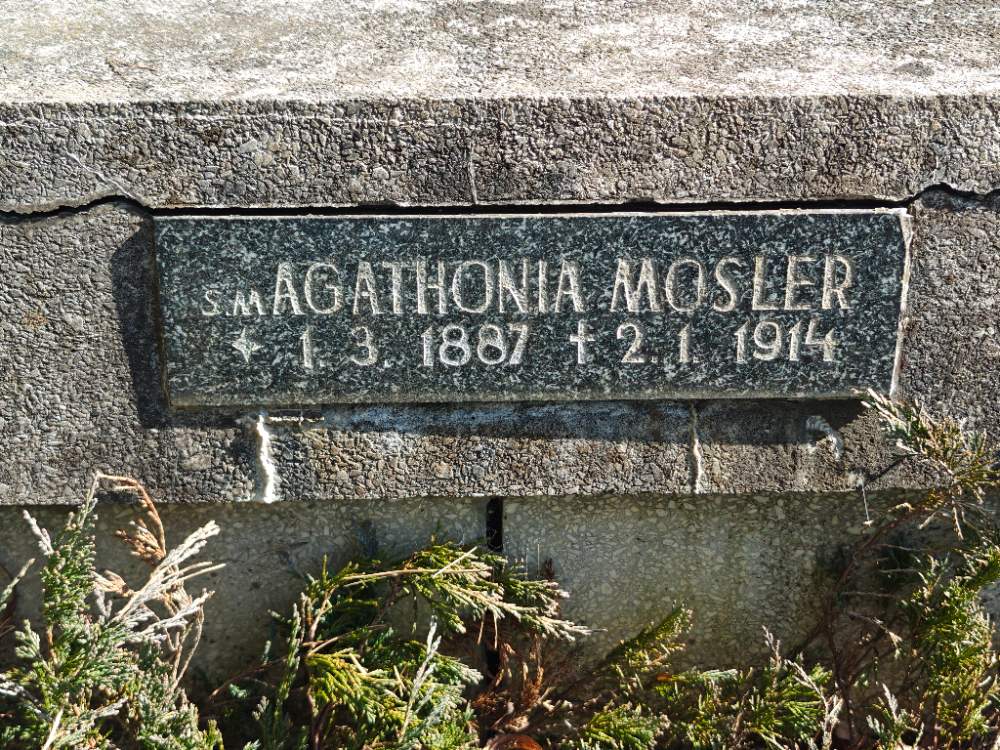 S.M AGATHONIA MOSLER
✦ 1. 3. 1887 † 2. 1. 1914